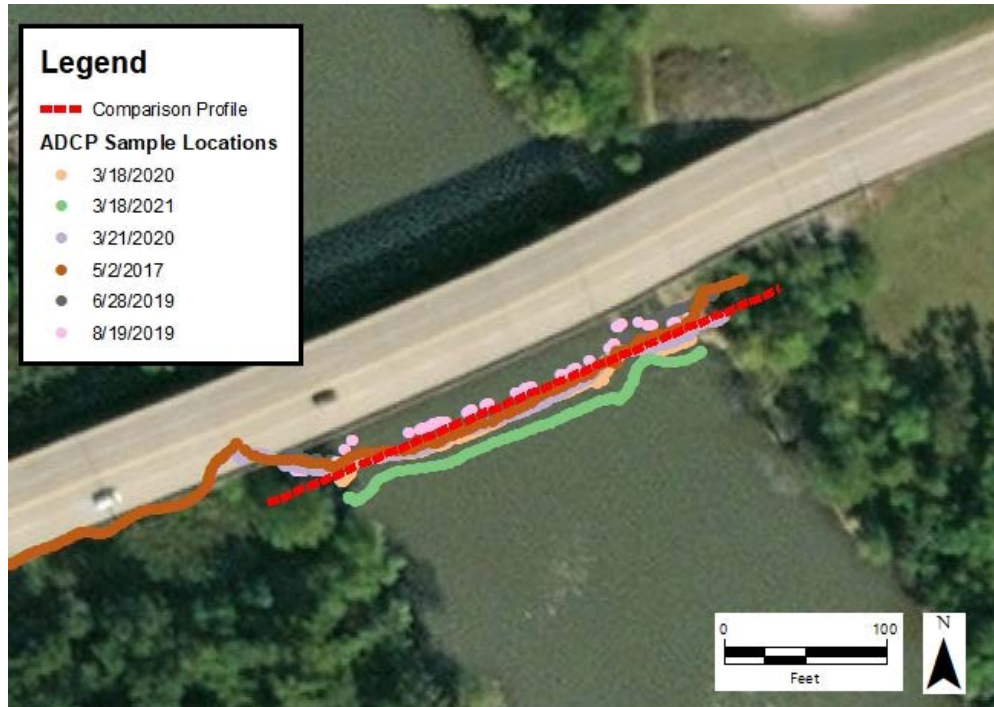 Legend
Comparison Profile
ADCP Sample Locations
3/18/2020
3/18/2021
3/21/2020
5/2/2017
6/28/2019
8/19/2019
0 100
Feet
N